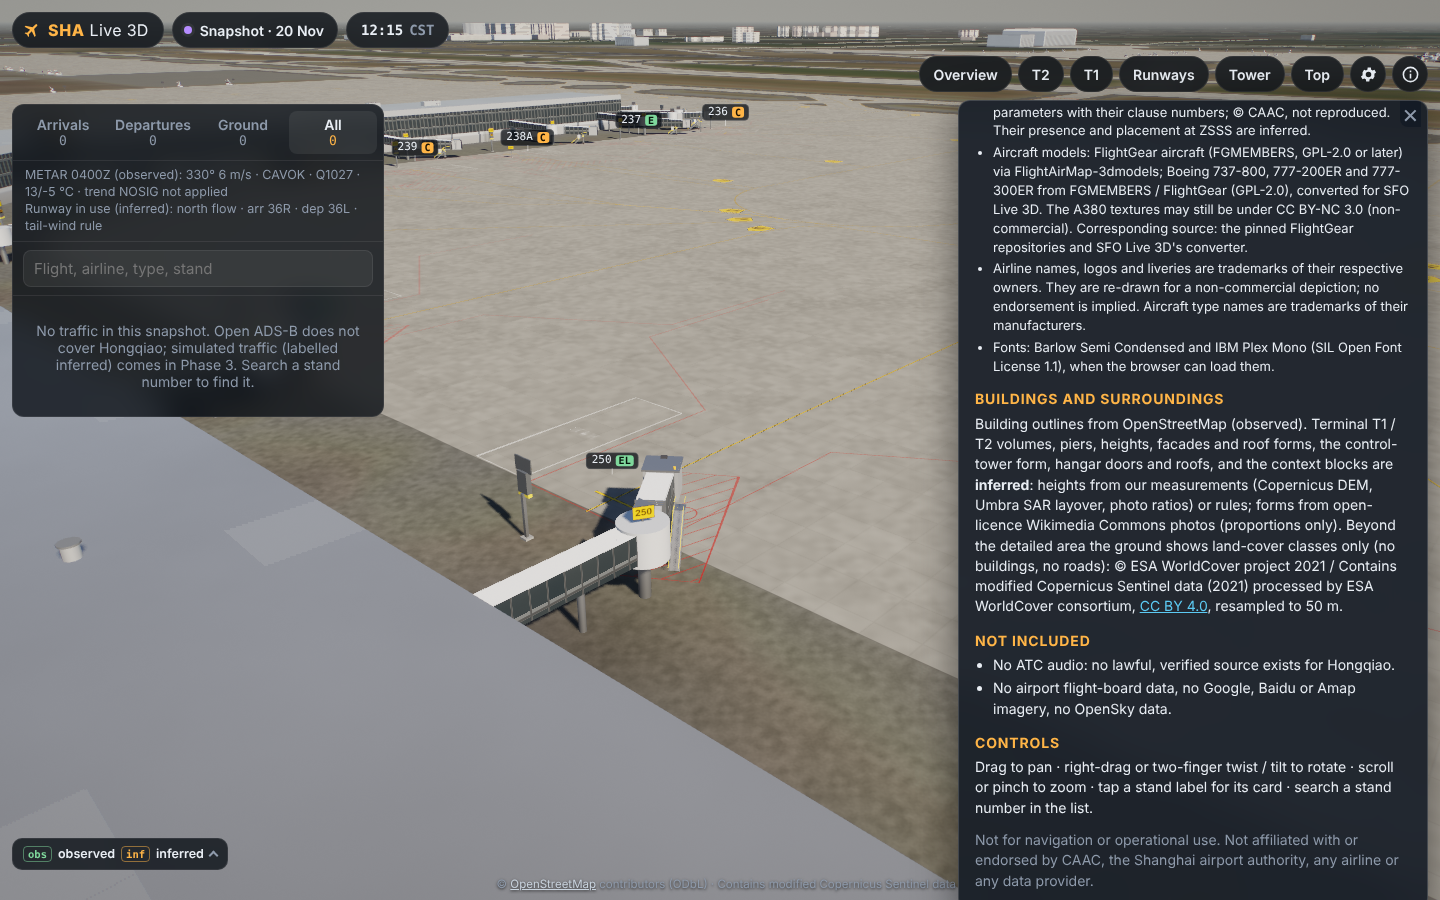 SHA Live 3D
Snapshot · 20 Nov
12:15 CST
Overview
T2
T1
Runways
Tower
Top
Arrivals
0
Departures
0
Ground
0
All
0
METAR 0400Z (observed): 330° 6 m/s · CAVOK · Q1027 ·
13/-5 °C · trend NOSIG not applied
Runway in use (inferred): north flow · arr 36R · dep 36L ·
tail-wind rule
Flight, airline, type, stand
No traffic in this snapshot. Open ADS-B does not
cover Hongqiao; simulated traffic (labelled
inferred) comes in Phase 3. Search a stand
number to find it.
239 C
238A C
237 E
236 C
250 EL
250
parameters with their clause numbers; © CAAC, not reproduced.
Their presence and placement at ZSSS are inferred.
• Aircraft models: FlightGear aircraft (FGMEMBERS, GPL-2.0 or later)
via FlightAirMap-3dmodels; Boeing 737-800, 777-200ER and 777-
300ER from FGMEMBERS / FlightGear (GPL-2.0), converted for SFO
Live 3D. The A380 textures may still be under CC BY-NC 3.0 (non-
commercial). Corresponding source: the pinned FlightGear
repositories and SFO Live 3D's converter.
• Airline names, logos and liveries are trademarks of their respective
owners. They are re-drawn for a non-commercial depiction; no
endorsement is implied. Aircraft type names are trademarks of their
manufacturers.
• Fonts: Barlow Semi Condensed and IBM Plex Mono (SIL Open Font
License 1.1), when the browser can load them.
BUILDINGS AND SURROUNDINGS
Building outlines from OpenStreetMap (observed). Terminal T1 /
T2 volumes, piers, heights, facades and roof forms, the control-
tower form, hangar doors and roofs, and the context blocks are
inferred: heights from our measurements (Copernicus DEM,
Umbra SAR layover, photo ratios) or rules; forms from open-
licence Wikimedia Commons photos (proportions only). Beyond
the detailed area the ground shows land-cover classes only (no
buildings, no roads): © ESA WorldCover project 2021 / Contains
modified Copernicus Sentinel data (2021) processed by ESA
WorldCover consortium, CC BY 4.0, resampled to 50 m.
NOT INCLUDED
• No ATC audio: no lawful, verified source exists for Hongqiao.
• No airport flight-board data, no Google, Baidu or Amap
imagery, no OpenSky data.
CONTROLS
Drag to pan · right-drag or two-finger twist / tilt to rotate · scroll
or pinch to zoom · tap a stand label for its card · search a stand
number in the list.
Not for navigation or operational use. Not affiliated with or
endorsed by CAAC, the Shanghai airport authority, any airline or
any data provider.
obs observed inf inferred
© OpenStreetMap contributors (ODbL) · Contains modified Copernicus Sentinel data